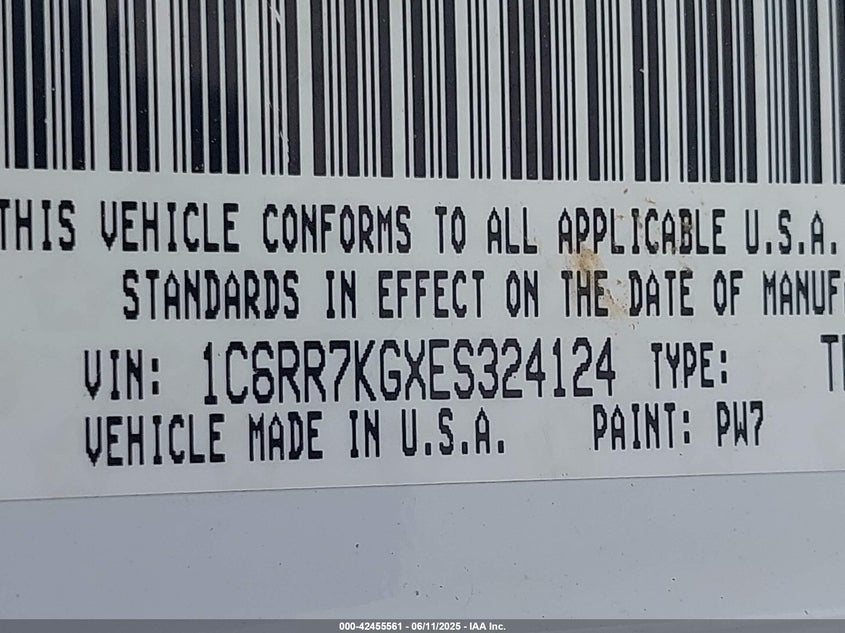 THIS VEHICLE CONFORMS TO ALL APPLICABLE U.S.A.
STANDARDS IN EFFECT ON THE DATE OF MANUF
VIN: 1C6RR7KGXES324124 TYPE: T
VEHICLE MADE IN U.S.A. PAINT: PW7
000-42455561 - 06/11/2025 - IAA Inc.